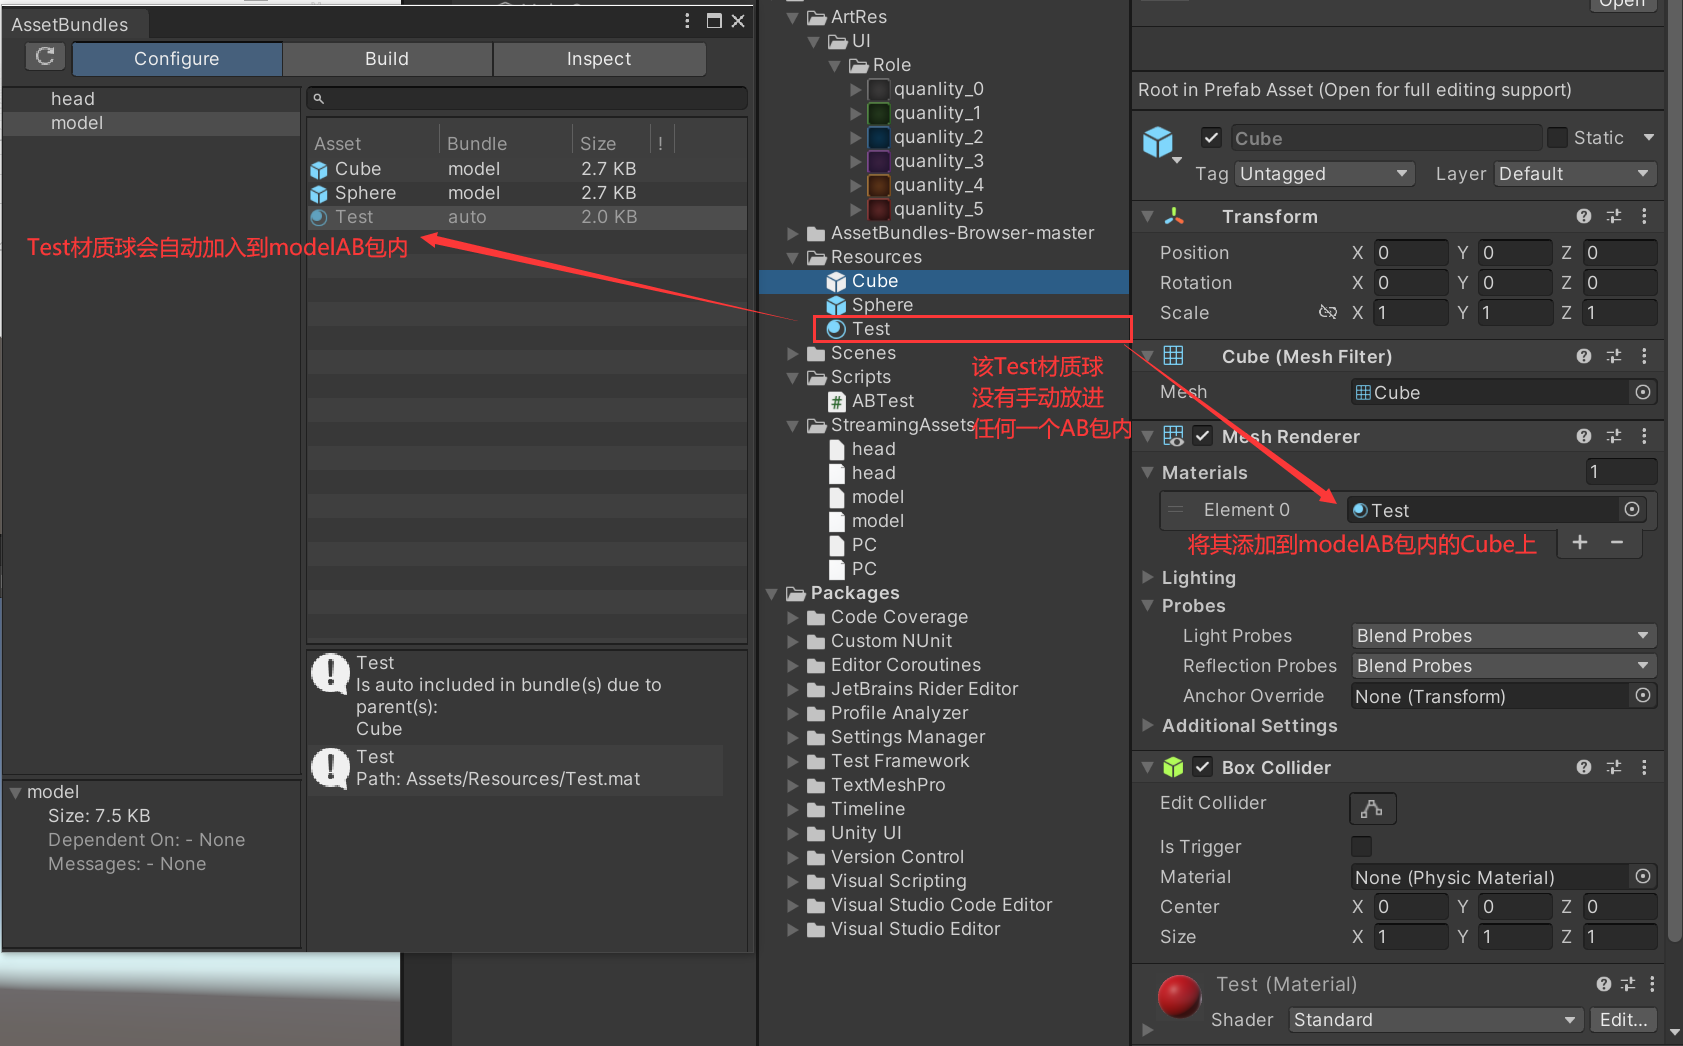 AssetBundles
Configure
Build
Inspect
head
model
Asset
Bundle
Size
!
Cube
model
2.7 KB
Sphere
model
2.7 KB
Test
auto
2.0 KB
Test材质球会自动加入到modelAB包内
Test
Is auto included in bundle(s) due to
parent(s):
Cube
Test
Path: Assets/Resources/Test.mat
model
Size: 7.5 KB
Dependent On: - None
Messages: - None
ArtRes
UI
Role
quanlity_0
quanlity_1
quanlity_2
quanlity_3
quanlity_4
quanlity_5
AssetBundles-Browser-master
Resources
Cube
Sphere
Test
Scenes
Scripts
ABTest
StreamingAssets
head
head
model
model
PC
PC
该Test材质球
没有手动放进
任何一个AB包内
Packages
Code Coverage
Custom NUnit
Editor Coroutines
JetBrains Rider Editor
Profile Analyzer
Settings Manager
Test Framework
TextMeshPro
Timeline
Unity UI
Version Control
Visual Scripting
Visual Studio Code Editor
Visual Studio Editor
Open
Root in Prefab Asset (Open for full editing support)
Cube
Static
Tag
Untagged
Layer
Default
Transform
Position
X 0 Y 0 Z 0
Rotation
X 0 Y 0 Z 0
Scale
X 1 Y 1 Z 1
Cube (Mesh Filter)
Mesh
Cube
Mesh Renderer
Materials
1
Element 0
Test
将其添加到modelAB包内的Cube上
Lighting
Probes
Light Probes
Blend Probes
Reflection Probes
Blend Probes
Anchor Override
None (Transform)
Additional Settings
Box Collider
Edit Collider
Is Trigger
Material
None (Physic Material)
Center
X 0 Y 0 Z 0
Size
X 1 Y 1 Z 1
Test (Material)
Shader
Standard
Edit...